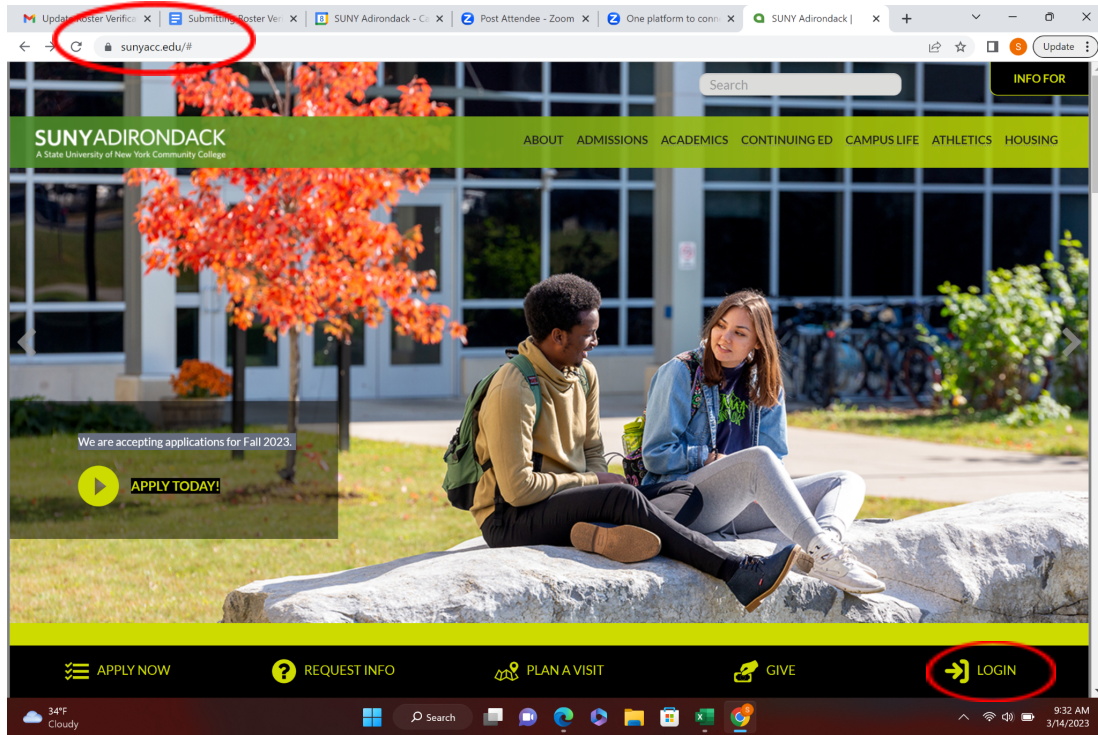 Update Roster Verifica
Submitting Roster Ver
SUNY Adirondack - Ca
Post Attendee - Zoom
One platform to conn
SUNY Adirondack |
sunyacc.edu/#
S
Update
Search
INFO FOR
SUNYADIRONDACK
A State University of New York Community College
ABOUT ADMISSIONS ACADEMICS CONTINUING ED CAMPUS LIFE ATHLETICS HOUSING
We are accepting applications for Fall 2023.
APPLY TODAY!
APPLY NOW
REQUEST INFO
PLAN A VISIT
GIVE
LOGIN
34°F
Cloudy
Search
9:32 AM
3/14/2023